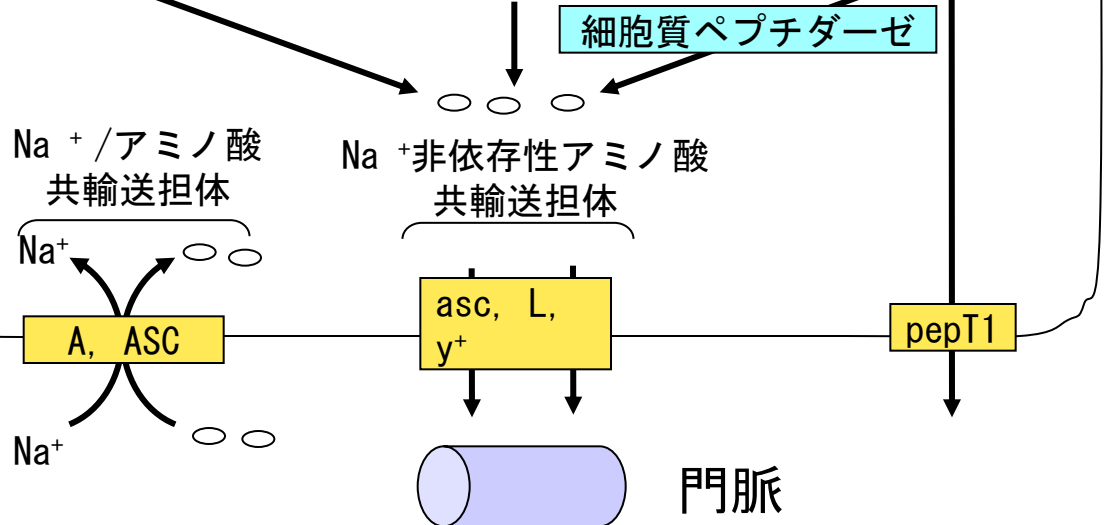 細胞質ペプチダーゼ
Na ⁺ /アミノ酸
共輸送担体
Na ⁺非依存性アミノ酸
共輸送担体
Na⁺
A, ASC
asc, L,
y⁺
pepT1
Na⁺
門脈